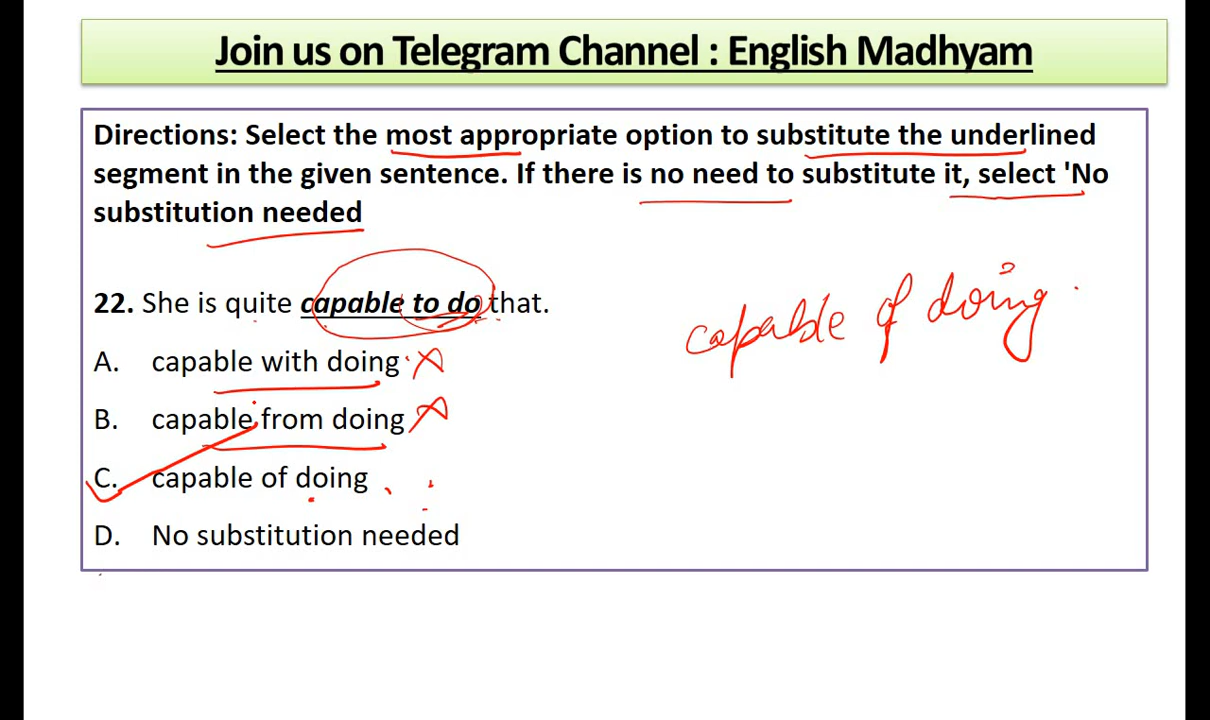 Join us on Telegram Channel : English Madhyam
Directions: Select the most appropriate option to substitute the underlined
segment in the given sentence. If there is no need to substitute it, select 'No
substitution needed
22. She is quite capable to do that.
capable of doing
A. capable with doing
B. capable from doing
C. capable of doing
D. No substitution needed